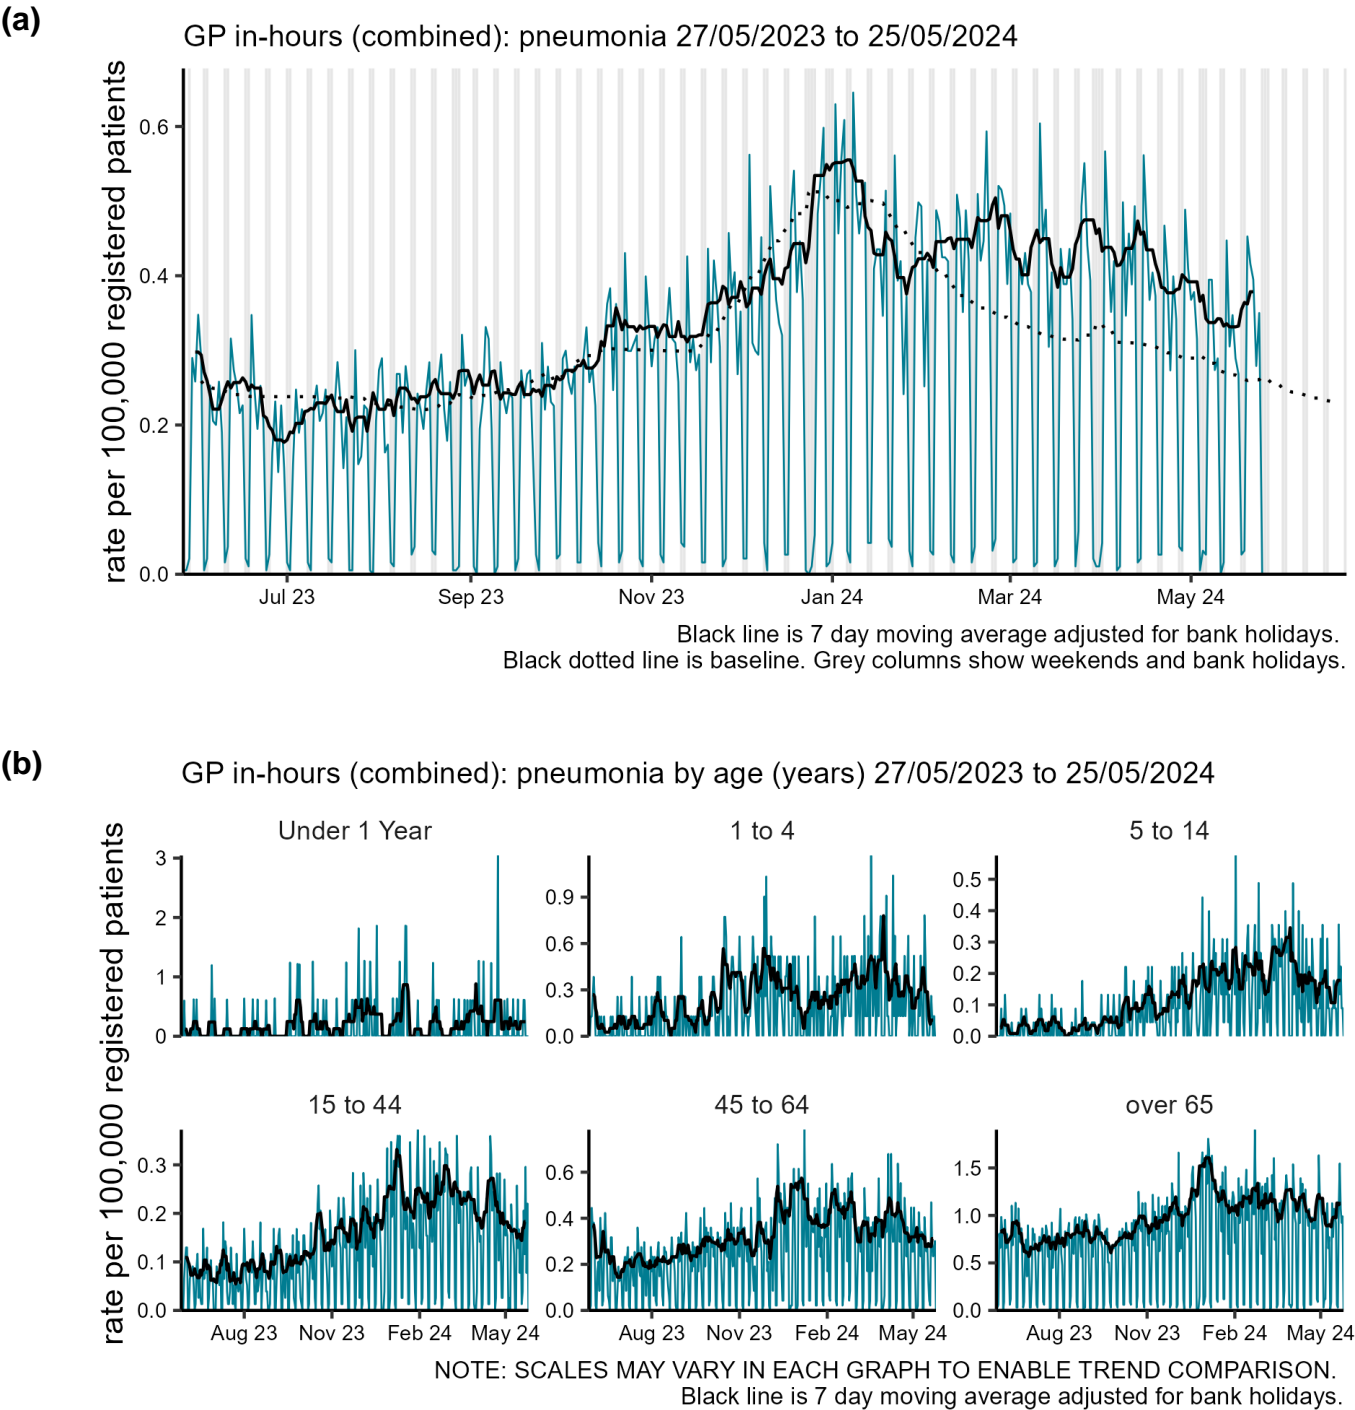 (a)
GP in-hours (combined): pneumonia 27/05/2023 to 25/05/2024
rate per 100,000 registered patients
0.6
0.4
0.2
0.0
Jul 23 Sep 23 Nov 23 Jan 24 Mar 24 May 24
Black line is 7 day moving average adjusted for bank holidays.
Black dotted line is baseline. Grey columns show weekends and bank holidays.
(b)
GP in-hours (combined): pneumonia by age (years) 27/05/2023 to 25/05/2024
rate per 100,000 registered patients
Under 1 Year
3
2
1
0
1 to 4
0.9
0.6
0.3
0.0
5 to 14
0.5
0.4
0.3
0.2
0.1
0.0
15 to 44
0.3
0.2
0.1
0.0
Aug 23 Nov 23 Feb 24 May 24
45 to 64
0.6
0.4
0.2
0.0
Aug 23 Nov 23 Feb 24 May 24
over 65
1.5
1.0
0.5
0.0
Aug 23 Nov 23 Feb 24 May 24
NOTE: SCALES MAY VARY IN EACH GRAPH TO ENABLE TREND COMPARISON.
Black line is 7 day moving average adjusted for bank holidays.